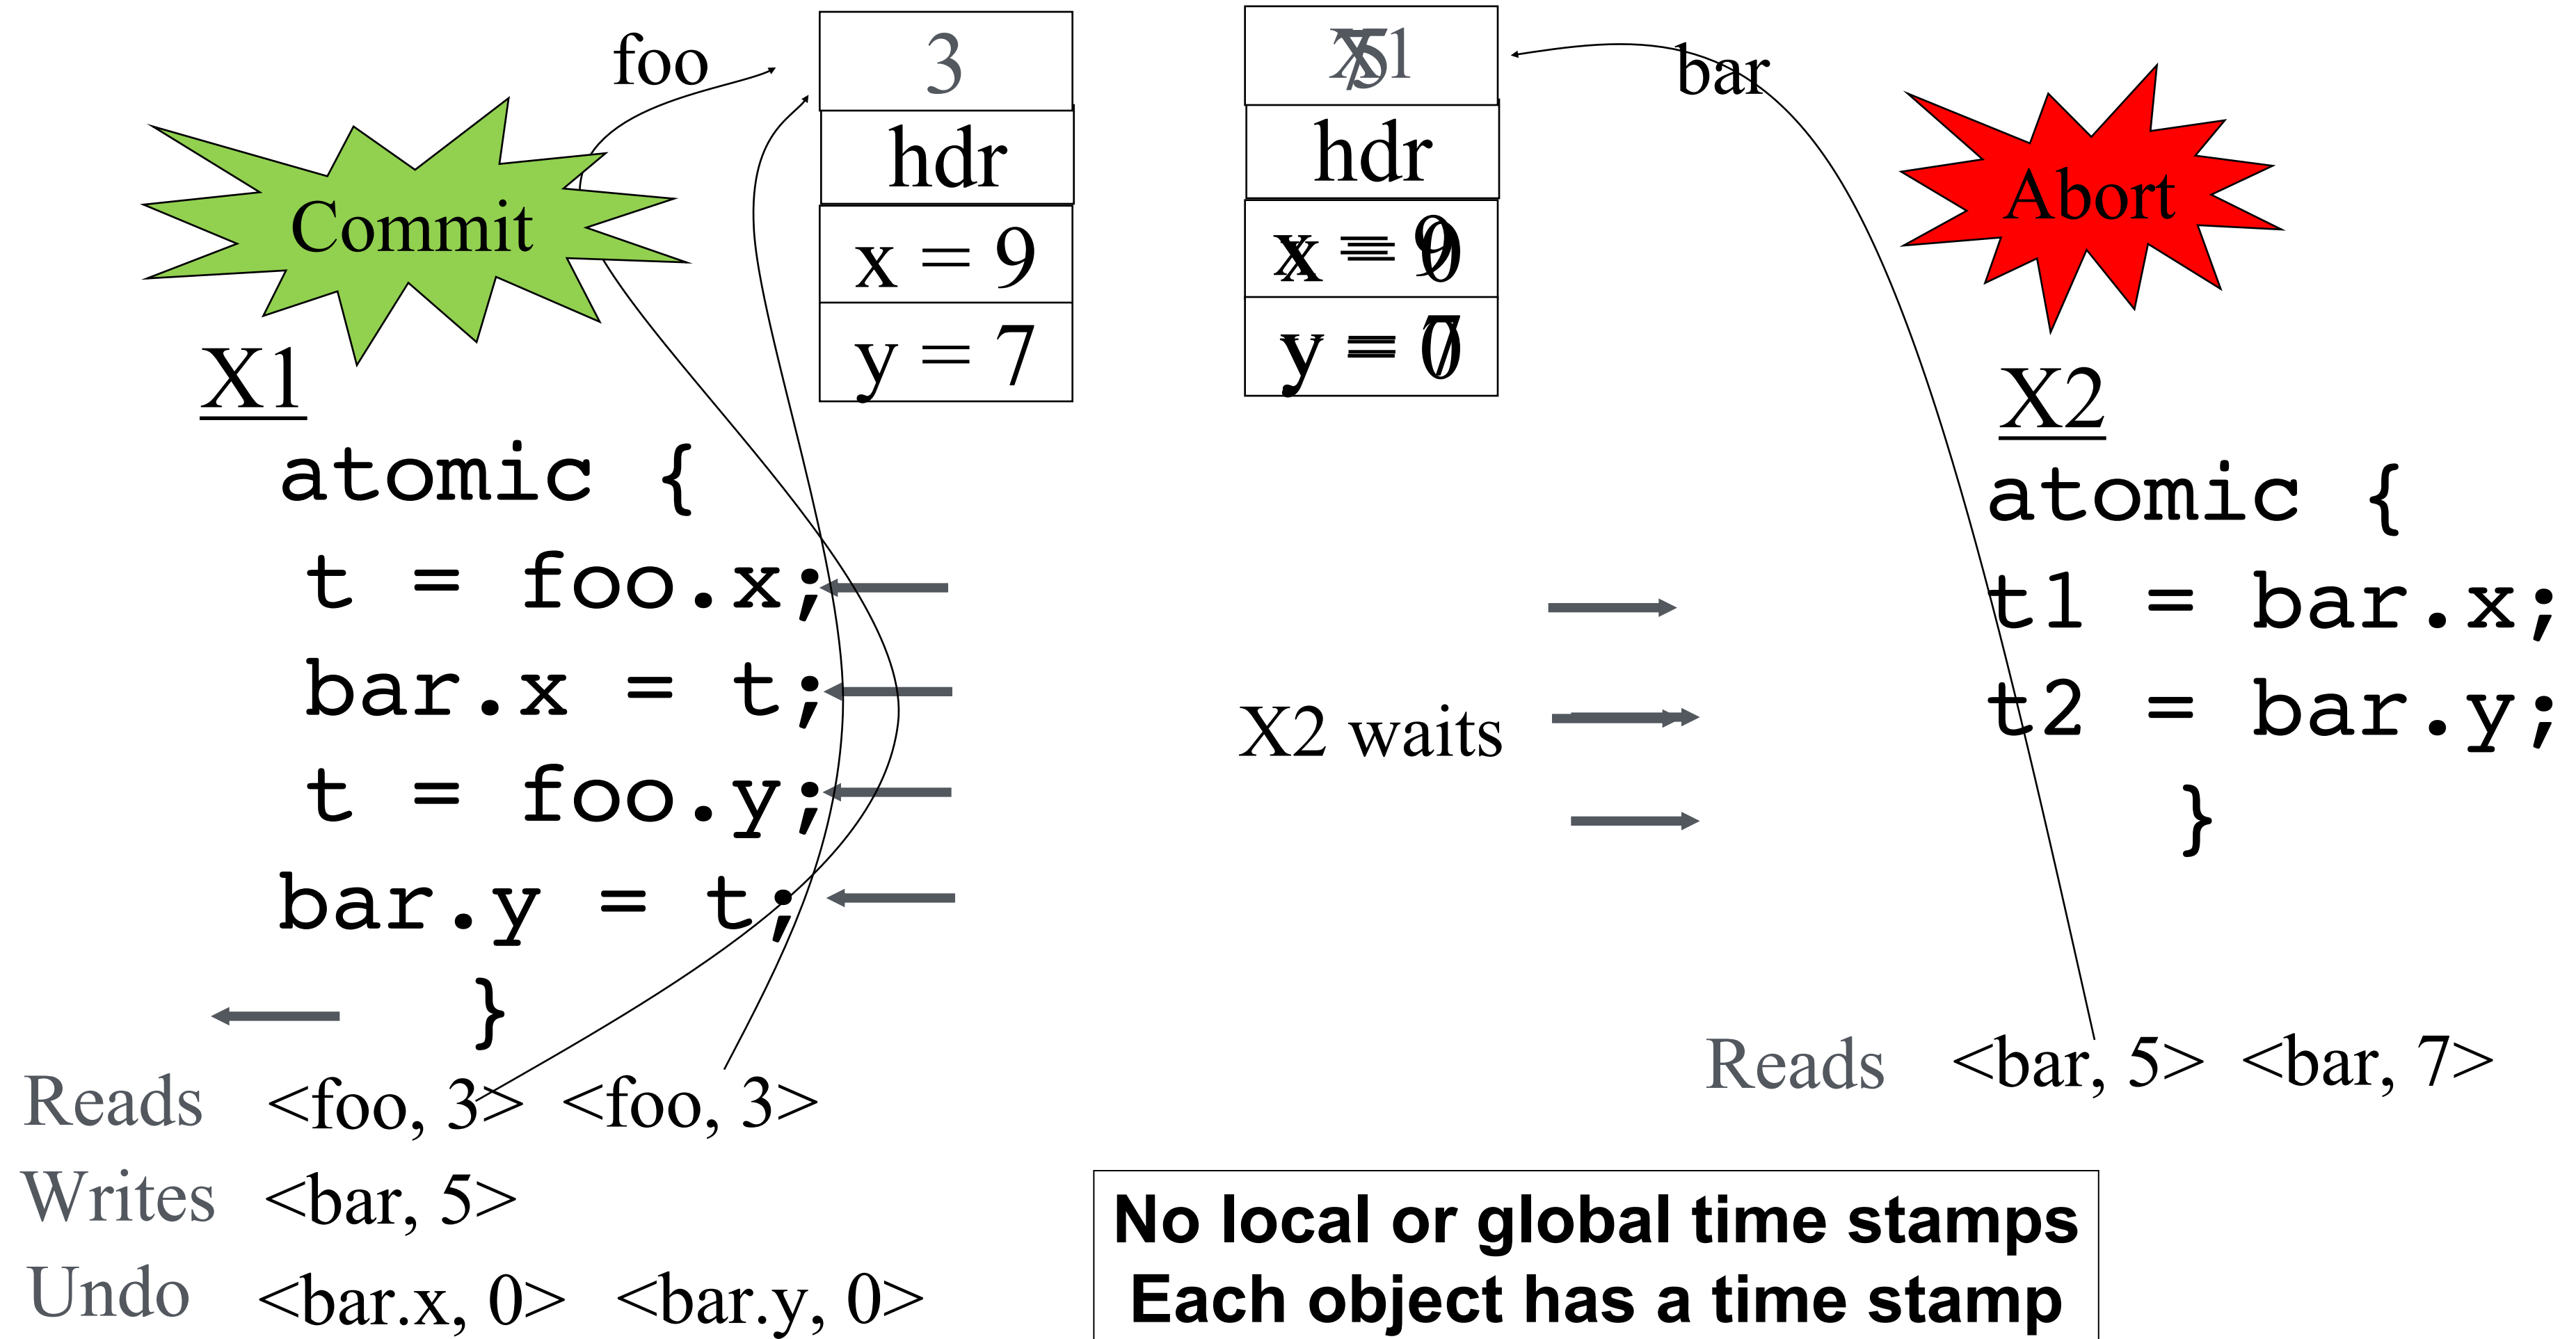 foo
3
hdr
x = 9
y = 7
bar
hdr
Commit
Abort
X1
atomic {
t = foo.x;
bar.x = t;
t = foo.y;
bar.y = t;
}
X2 waits
X2
atomic {
t1 = bar.x;
t2 = bar.y;
}
Reads <foo, 3> <foo, 3>
Writes <bar, 5>
Undo <bar.x, 0> <bar.y, 0>
Reads <bar, 5> <bar, 7>
No local or global time stamps
Each object has a time stamp